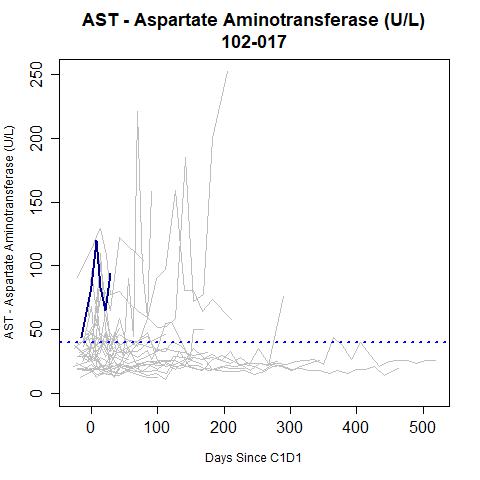 AST - Aspartate Aminotransferase (U/L)
102-017
AST - Aspartate Aminotransferase (U/L)
250
200
150
100
50
0
0 100 200 300 400 500
Days Since C1D1